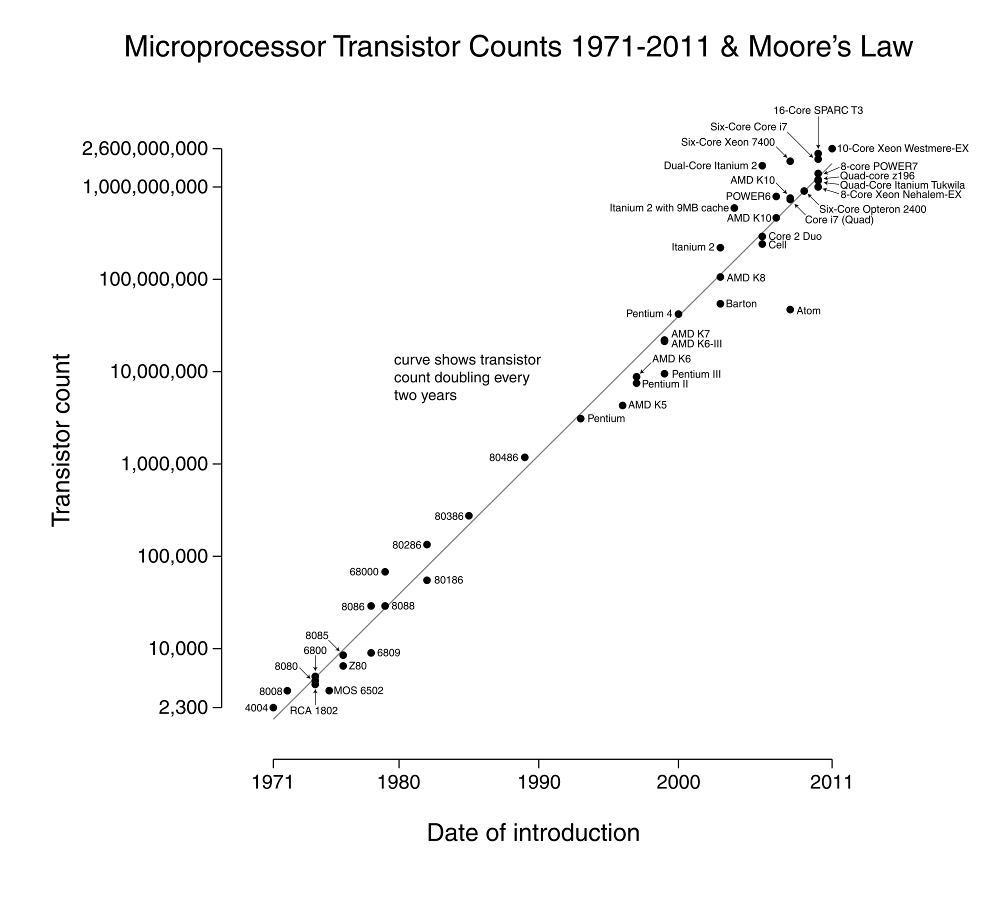 Microprocessor Transistor Counts 1971-2011 & Moore's Law
16-Core SPARC T3
Six-Core Core i7
Six-Core Xeon 7400
10-Core Xeon Westmere-EX
Dual-Core Itanium 2
8-core POWER7
Quad-core z196
AMD K10
Quad-Core Itanium Tukwila
8-Core Xeon Nehalem-EX
POWER6
Itanium 2 with 9MB cache
Six-Core Opteron 2400
AMD K10
Core i7 (Quad)
Core 2 Duo
Cell
Itanium 2
AMD K8
Barton
Atom
Pentium 4
AMD K7
AMD K6-III
AMD K6
Pentium III
Pentium II
AMD K5
Pentium
80486
80386
80286
68000
80186
8086
8088
8085
6800
6809
8080
Z80
8008
MOS 6502
4004
RCA 1802
curve shows transistor
count doubling every
two years
2,600,000,000
1,000,000,000
100,000,000
10,000,000
1,000,000
100,000
10,000
2,300
Transistor count
1971
1980
1990
2000
2011
Date of introduction